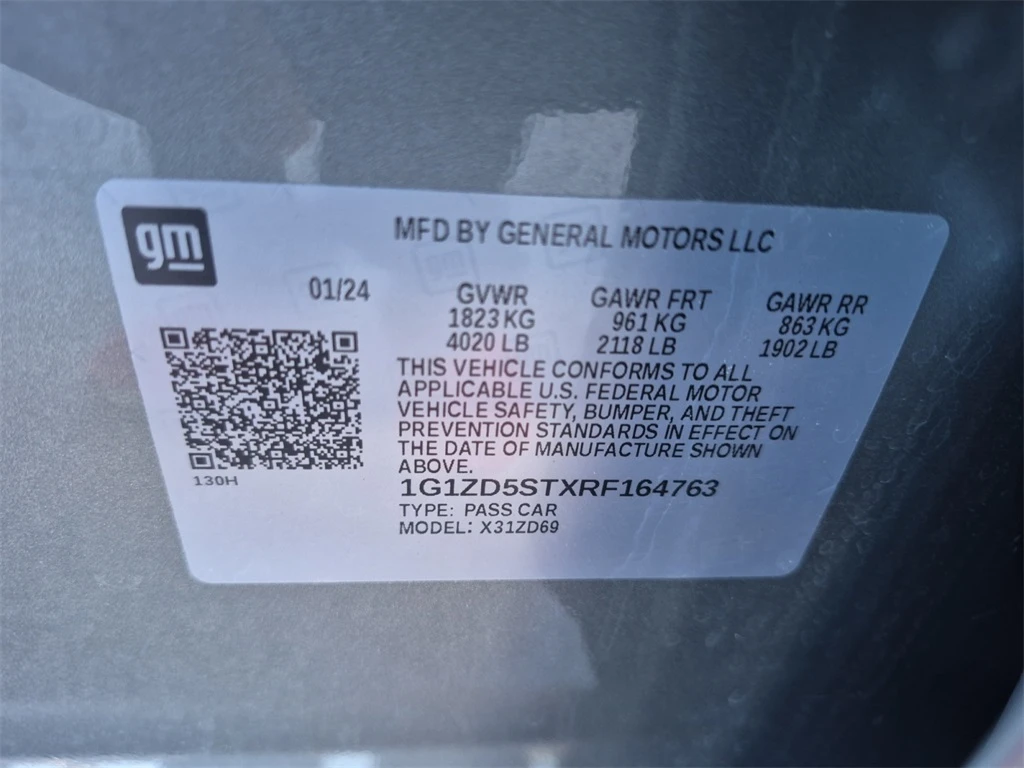 gm
MFD BY GENERAL MOTORS LLC
01/24 GVWR GAWR FRT GAWR RR
1823 KG 961 KG 863 KG
4020 LB 2118 LB 1902 LB
THIS VEHICLE CONFORMS TO ALL
APPLICABLE U.S. FEDERAL MOTOR
VEHICLE SAFETY, BUMPER, AND THEFT
PREVENTION STANDARDS IN EFFECT ON
THE DATE OF MANUFACTURE SHOWN
ABOVE.
130H
1G1ZD5STXRF164763
TYPE: PASS CAR
MODEL: X31ZD69